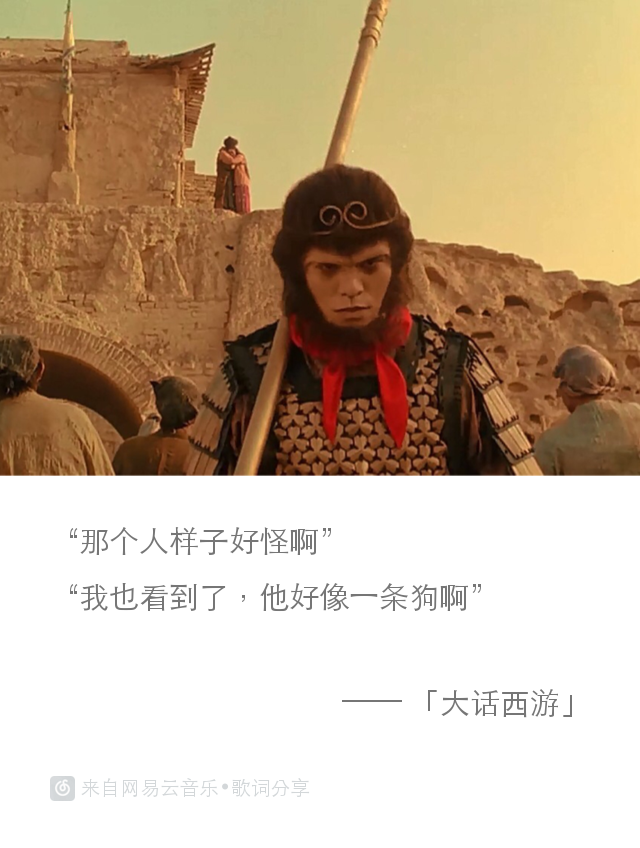 “那个人样子好怪啊”
“我也看到了，他好像一条狗啊”
——「大话西游」
来自网易云音乐•歌词分享